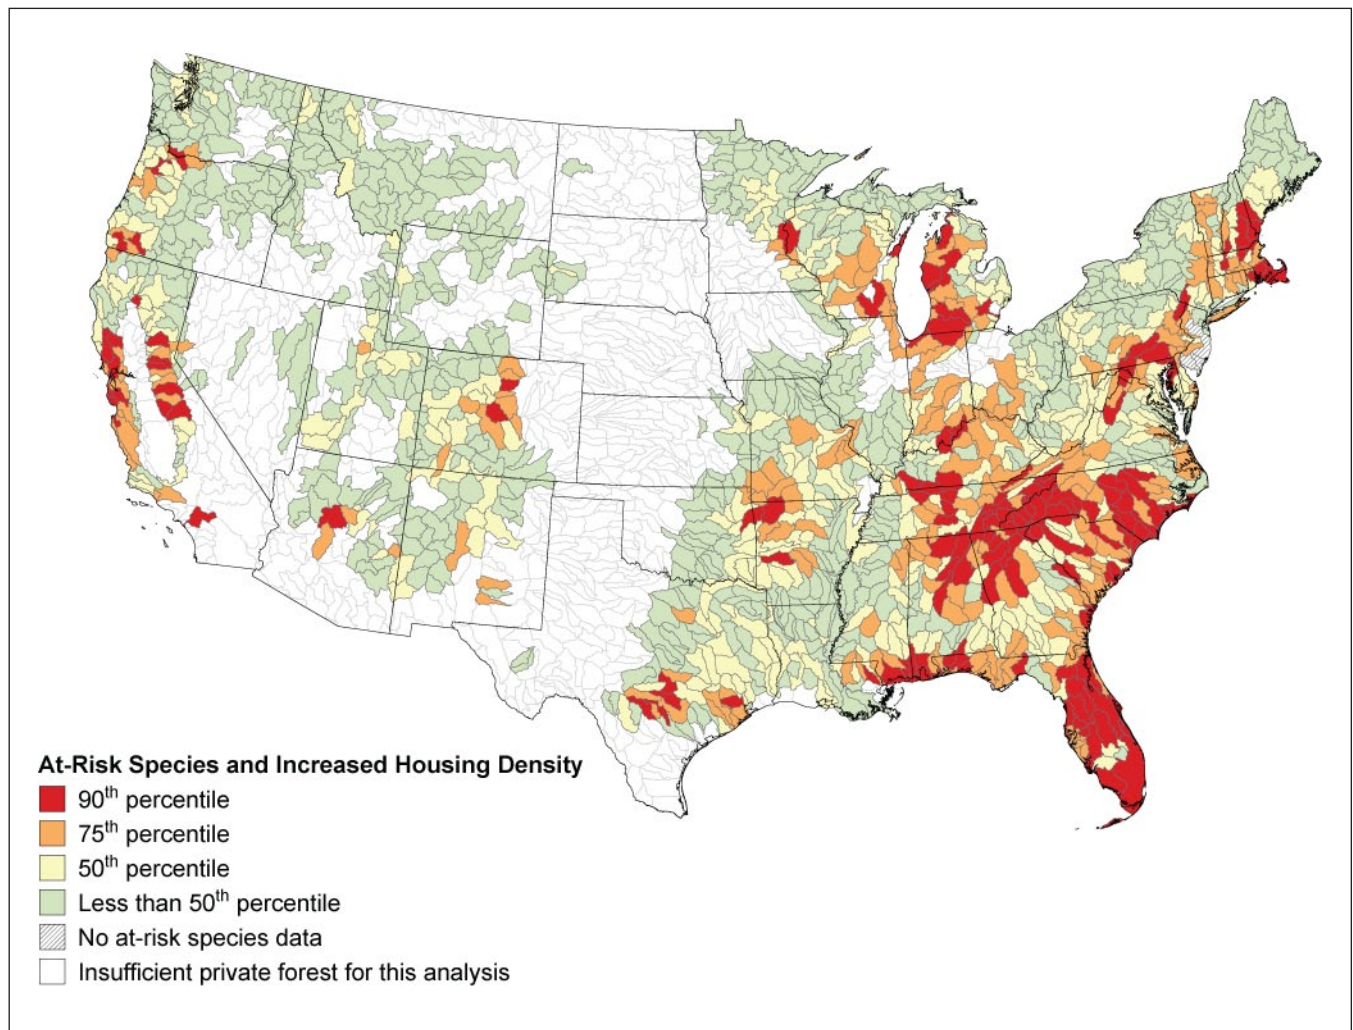 At-Risk Species and Increased Housing Density
90th percentile
75th percentile
50th percentile
Less than 50th percentile
No at-risk species data
Insufficient private forest for this analysis